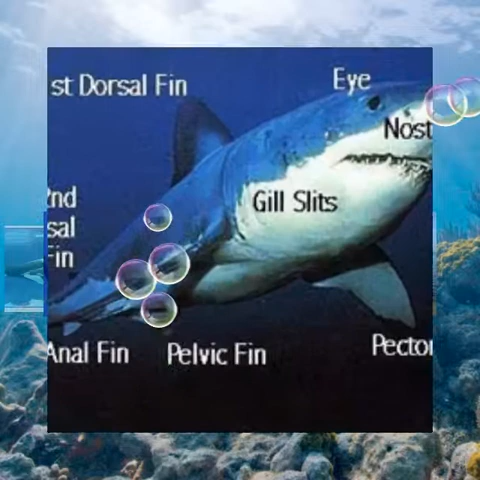 st Dorsal Fin
Eye
Nost
2nd
sal
Fin
Gill Slits
Anal Fin
Pelvic Fin
Pector